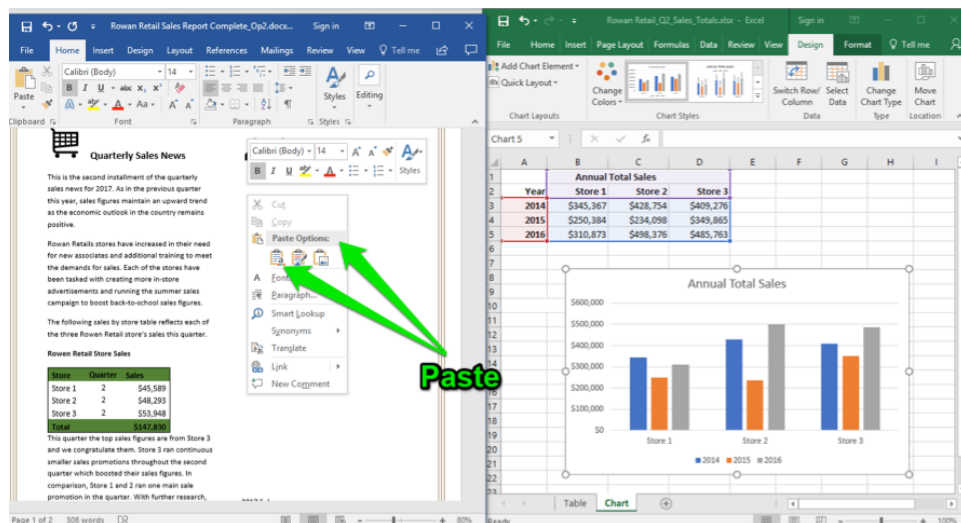 Rowan Retail Sales Report Complete_Op2.docx...
Sign in
File Home Insert Design Layout References Mailings Review View Tell me
Calibri (Body) 14
Paste
B I U abc x₂ x²
Styles Editing
Clipboard Font Paragraph Styles
Quarterly Sales News
This is the second installment of the quarterly
sales news for 2017. As in the previous quarter
this year, sales figures maintain an upward trend
as the economic outlook in the country remains
positive.
Rowan Retails stores have increased in their need
for new associates and additional training to meet
the demands for sales. Each of the stores have
been tasked with creating more in-store
advertisements and running the summer sales
campaign to boost back-to-school sales figures.
The following sales by store table reflects each of
the three Rowan Retail store's sales this quarter.
Rowen Retail Store Sales
Store Quarter Sales
Store 1 2 $45,589
Store 2 2 $48,293
Store 3 2 $53,948
Total $147,830
This quarter the top sales figures are from Store 3
and we congratulate them. Store 3 ran continuous
smaller sales promotions throughout the second
quarter which boosted their sales figures. In
comparison, Store 1 and 2 ran one main sale
promotion in the quarter. With further research,
Calibri (Body) 14 A A
B I U A Styles
Cut
Copy
Paste Options:
Font
Paragraph...
Smart Lookup
Synonyms
Translate
Link
New Comment
Paste
Page 1 of 2 308 words 80%
Rowan Retail_Q2_Sales_Totals.xlsx - Excel
Sign in
File Home Insert Page Layout Formulas Data Review View Design Format Tell me
Add Chart Element
Quick Layout
Change
Colors
Switch Row/
Column
Select
Data
Change
Chart Type
Move
Chart
Chart Layouts Chart Styles Data Type Location
Chart 5 fx
A B C D E F G H I
1 Annual Total Sales
2 Year Store 1 Store 2 Store 3
3 2014 $345,367 $428,754 $409,276
4 2015 $250,384 $234,098 $349,865
5 2016 $310,873 $498,376 $485,763
6
7
8
9
10
11
12
13
14
17
18
19
20
21
22
23
Annual Total Sales
$600,000
$500,000
$400,000
$300,000
$200,000
$100,000
$0
Store 1 Store 2 Store 3
2014 2015 2016
Table Chart
Ready 100%